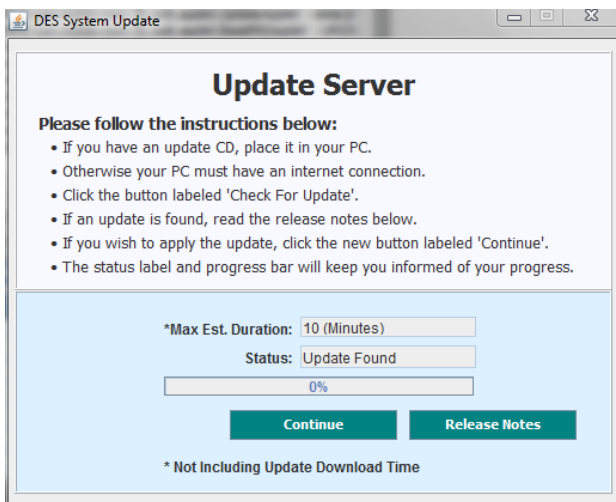 DES System Update
Update Server
Please follow the instructions below:
• If you have an update CD, place it in your PC.
• Otherwise your PC must have an internet connection.
• Click the button labeled 'Check For Update'.
• If an update is found, read the release notes below.
• If you wish to apply the update, click the new button labeled 'Continue'.
• The status label and progress bar will keep you informed of your progress.
*Max Est. Duration: 10 (Minutes)
Status: Update Found
0%
Continue Release Notes
* Not Including Update Download Time